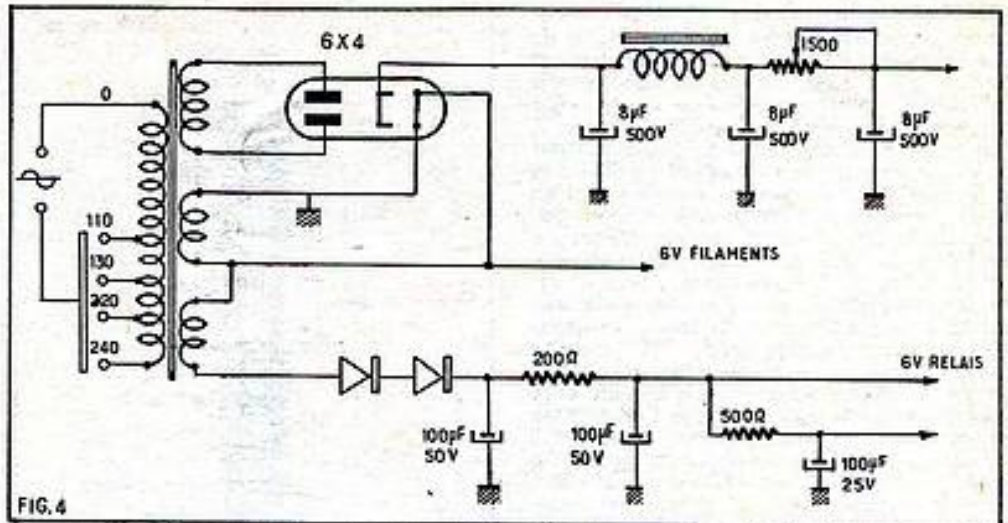 6X4
0
1500
8µF
500V
8µF
500V
8µF
500V
110
130
220
240
6V FILAMENTS
6V RELAIS
200Ω
500Ω
100µF
50V
100µF
50V
100µF
25V
FIG.4